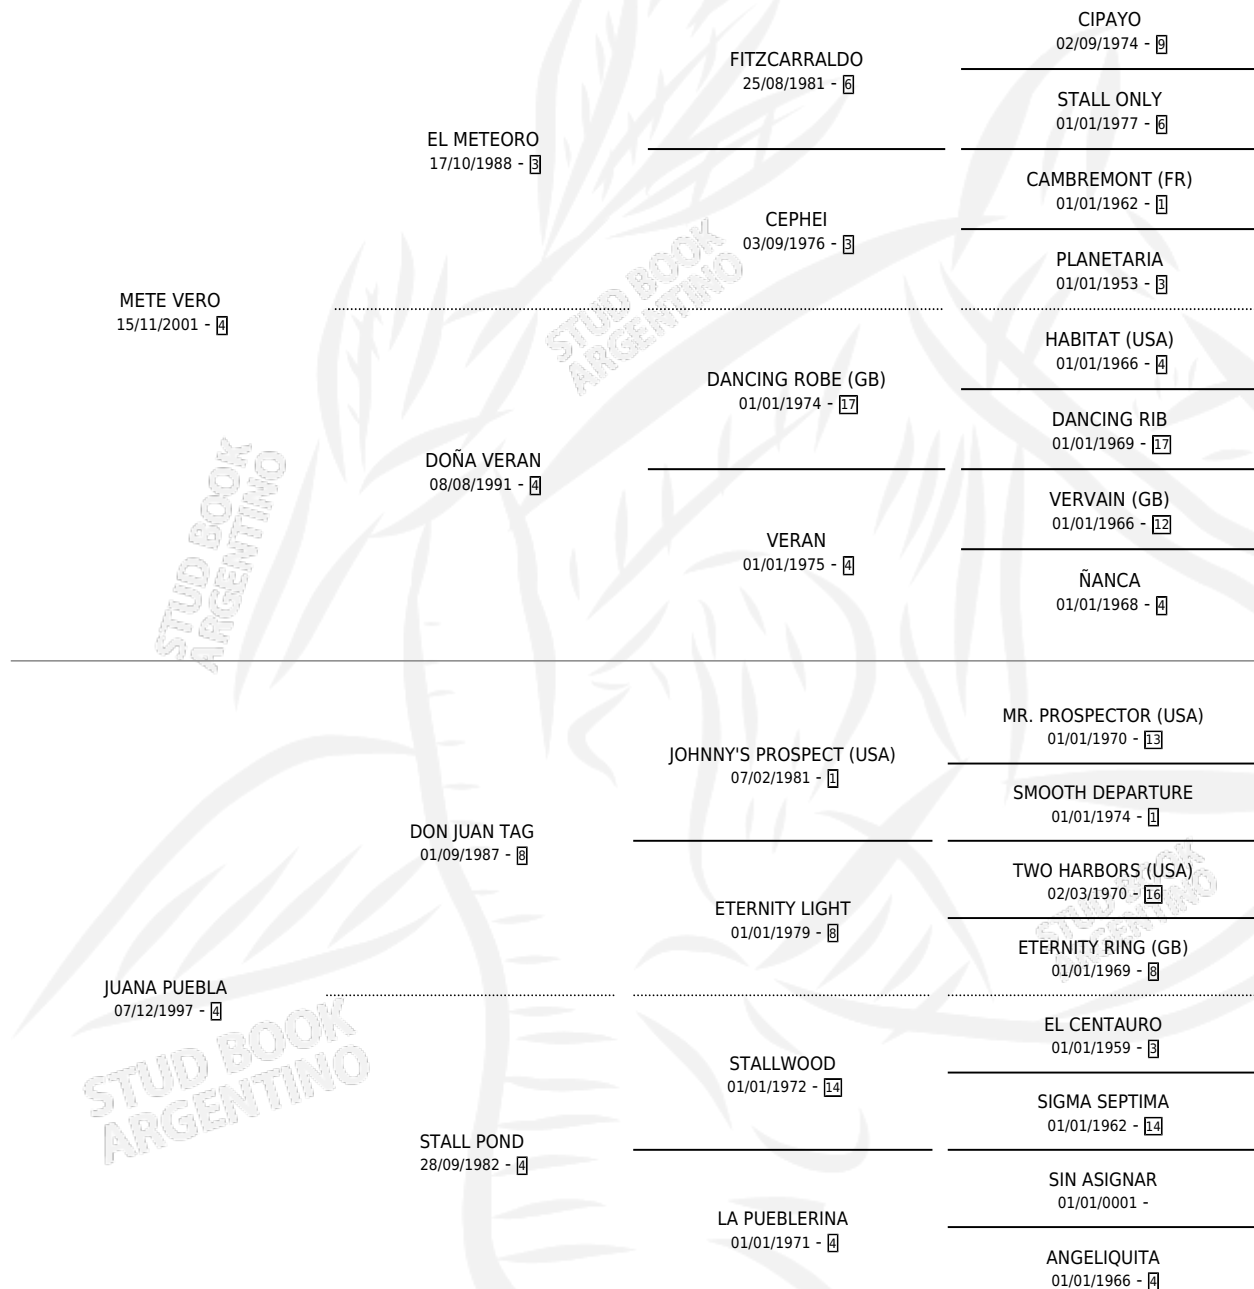 CIPAYO
02/09/1974 - 9
FITZCARRALDO
25/08/1981 - 6
STALL ONLY
01/01/1977 - 6
EL METEORO
17/10/1988 - 3
CAMBREMONT (FR)
01/01/1962 - 1
CEPHEI
03/09/1976 - 3
PLANETARIA
01/01/1953 - 3
METE VERO
15/11/2001 - 4
HABITAT (USA)
01/01/1966 - 4
DANCING ROBE (GB)
01/01/1974 - 17
DANCING RIB
01/01/1969 - 17
DOÑA VERAN
08/08/1991 - 4
VERVAIN (GB)
01/01/1966 - 12
VERAN
01/01/1975 - 4
ÑANCA
01/01/1968 - 4
STUD BOOK
ARGENTINO
STUD BOOK
ARGENTINO
MR. PROSPECTOR (USA)
01/01/1970 - 13
JOHNNY'S PROSPECT (USA)
07/02/1981 - 1
SMOOTH DEPARTURE
01/01/1974 - 1
DON JUAN TAG
01/09/1987 - 8
TWO HARBORS (USA)
02/03/1970 - 16
ETERNITY LIGHT
01/01/1979 - 8
ETERNITY RING (GB)
01/01/1969 - 8
JUANA PUEBLA
07/12/1997 - 4
EL CENTAURO
01/01/1959 - 3
STALLWOOD
01/01/1972 - 14
SIGMA SEPTIMA
01/01/1962 - 14
STALL POND
28/09/1982 - 4
SIN ASIGNAR
01/01/0001 -
LA PUEBLERINA
01/01/1971 - 4
ANGELIQUITA
01/01/1966 - 4
STUD BOOK
ARGENTINO
STUD BOOK
ARGENTINO